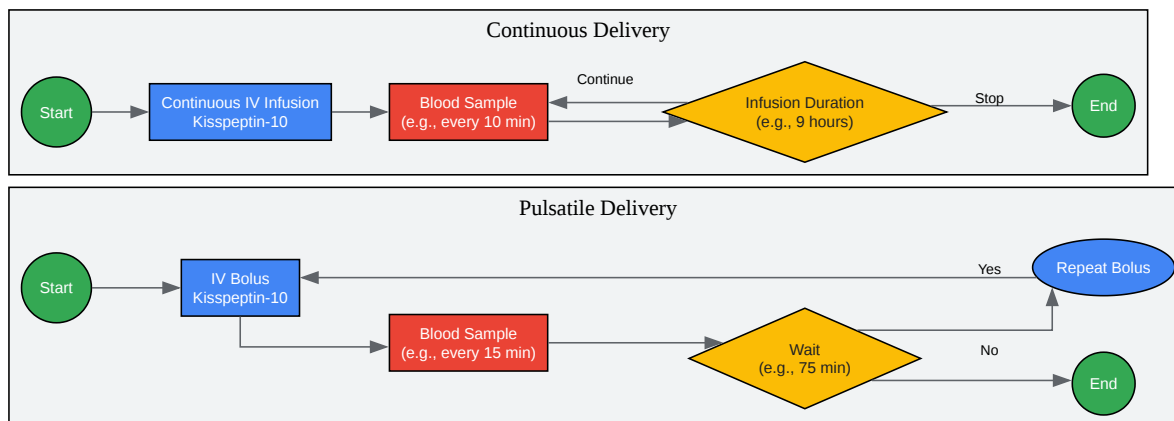 Continuous Delivery
Start
Continuous IV Infusion
Kisspeptin-10
Blood Sample
(e.g., every 10 min)
Continue
Infusion Duration
(e.g., 9 hours)
Stop
End
Pulsatile Delivery
Start
IV Bolus
Kisspeptin-10
Blood Sample
(e.g., every 15 min)
Wait
(e.g., 75 min)
Yes
Repeat Bolus
No
End